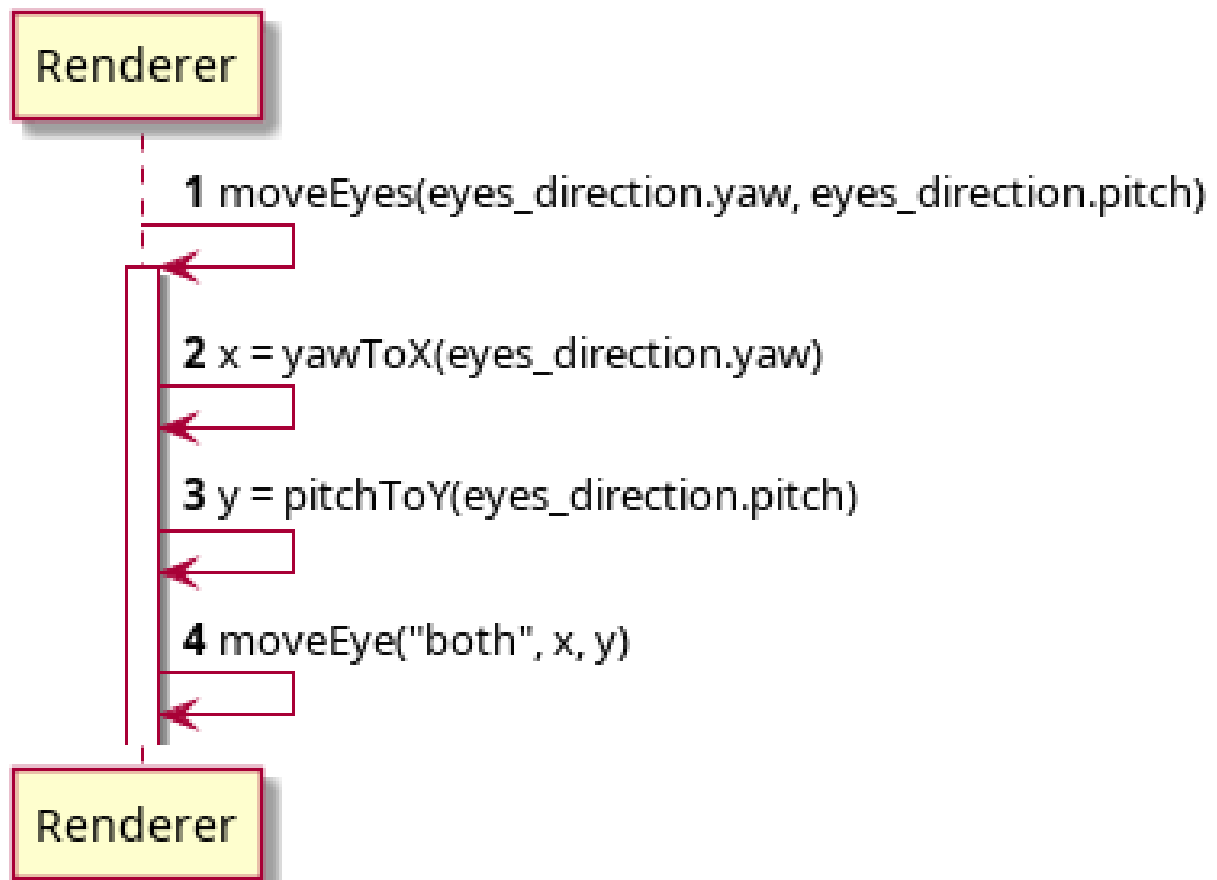 Renderer
1 moveEyes(eyes_direction.yaw, eyes_direction.pitch)
2 x = yawToX(eyes_direction.yaw)
3 y = pitchToY(eyes_direction.pitch)
4 moveEye("both", x, y)
Renderer